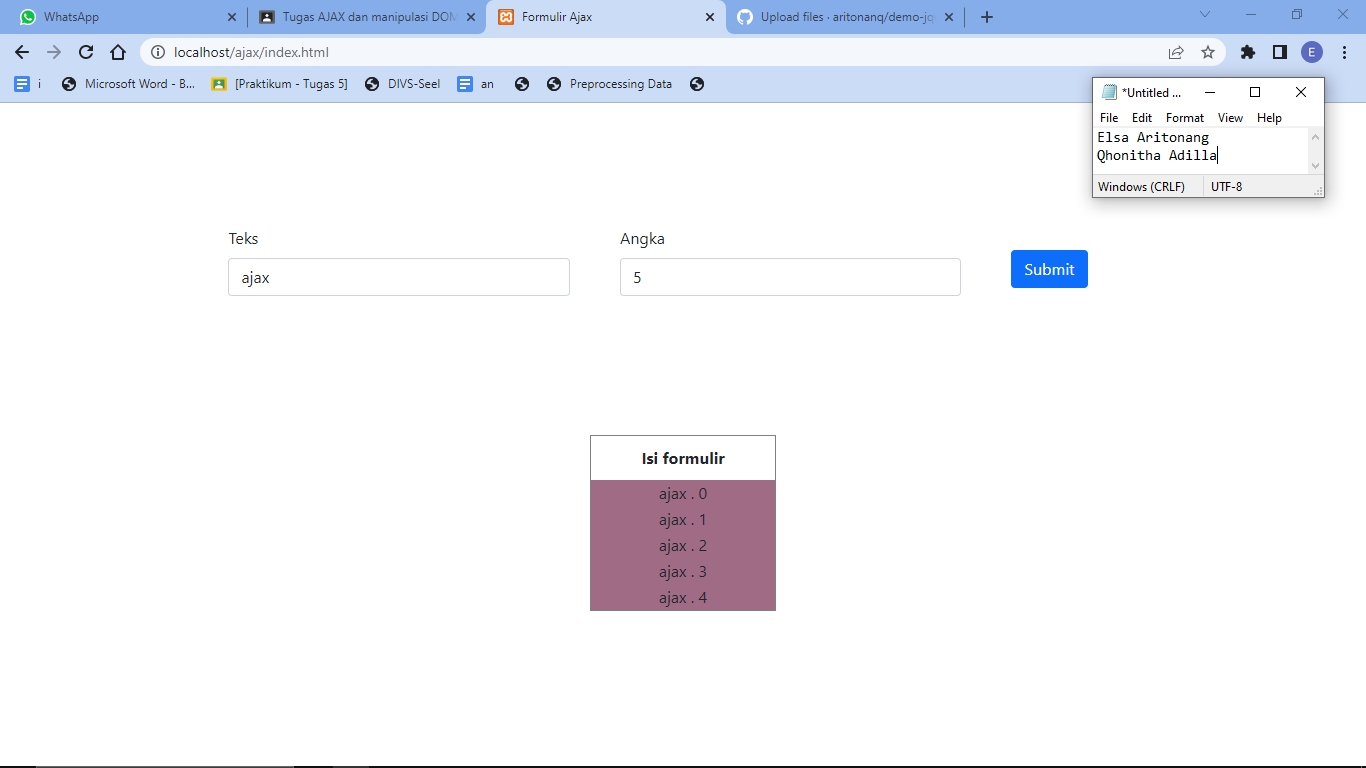 WhatsApp
Tugas AJAX dan manipulasi DOM
Formulir Ajax
Upload files · aritonanq/demo-jq
localhost/ajax/index.html
E
i
Microsoft Word - B...
[Praktikum - Tugas 5]
DIVS-Seel
an
Preprocessing Data
*Untitled ...
File Edit Format View Help
Elsa Aritonang
Qhonitha Adilla
Windows (CRLF) UTF-8
Teks
Angka
ajax
5
Submit
Isi formulir
ajax . 0
ajax . 1
ajax . 2
ajax . 3
ajax . 4